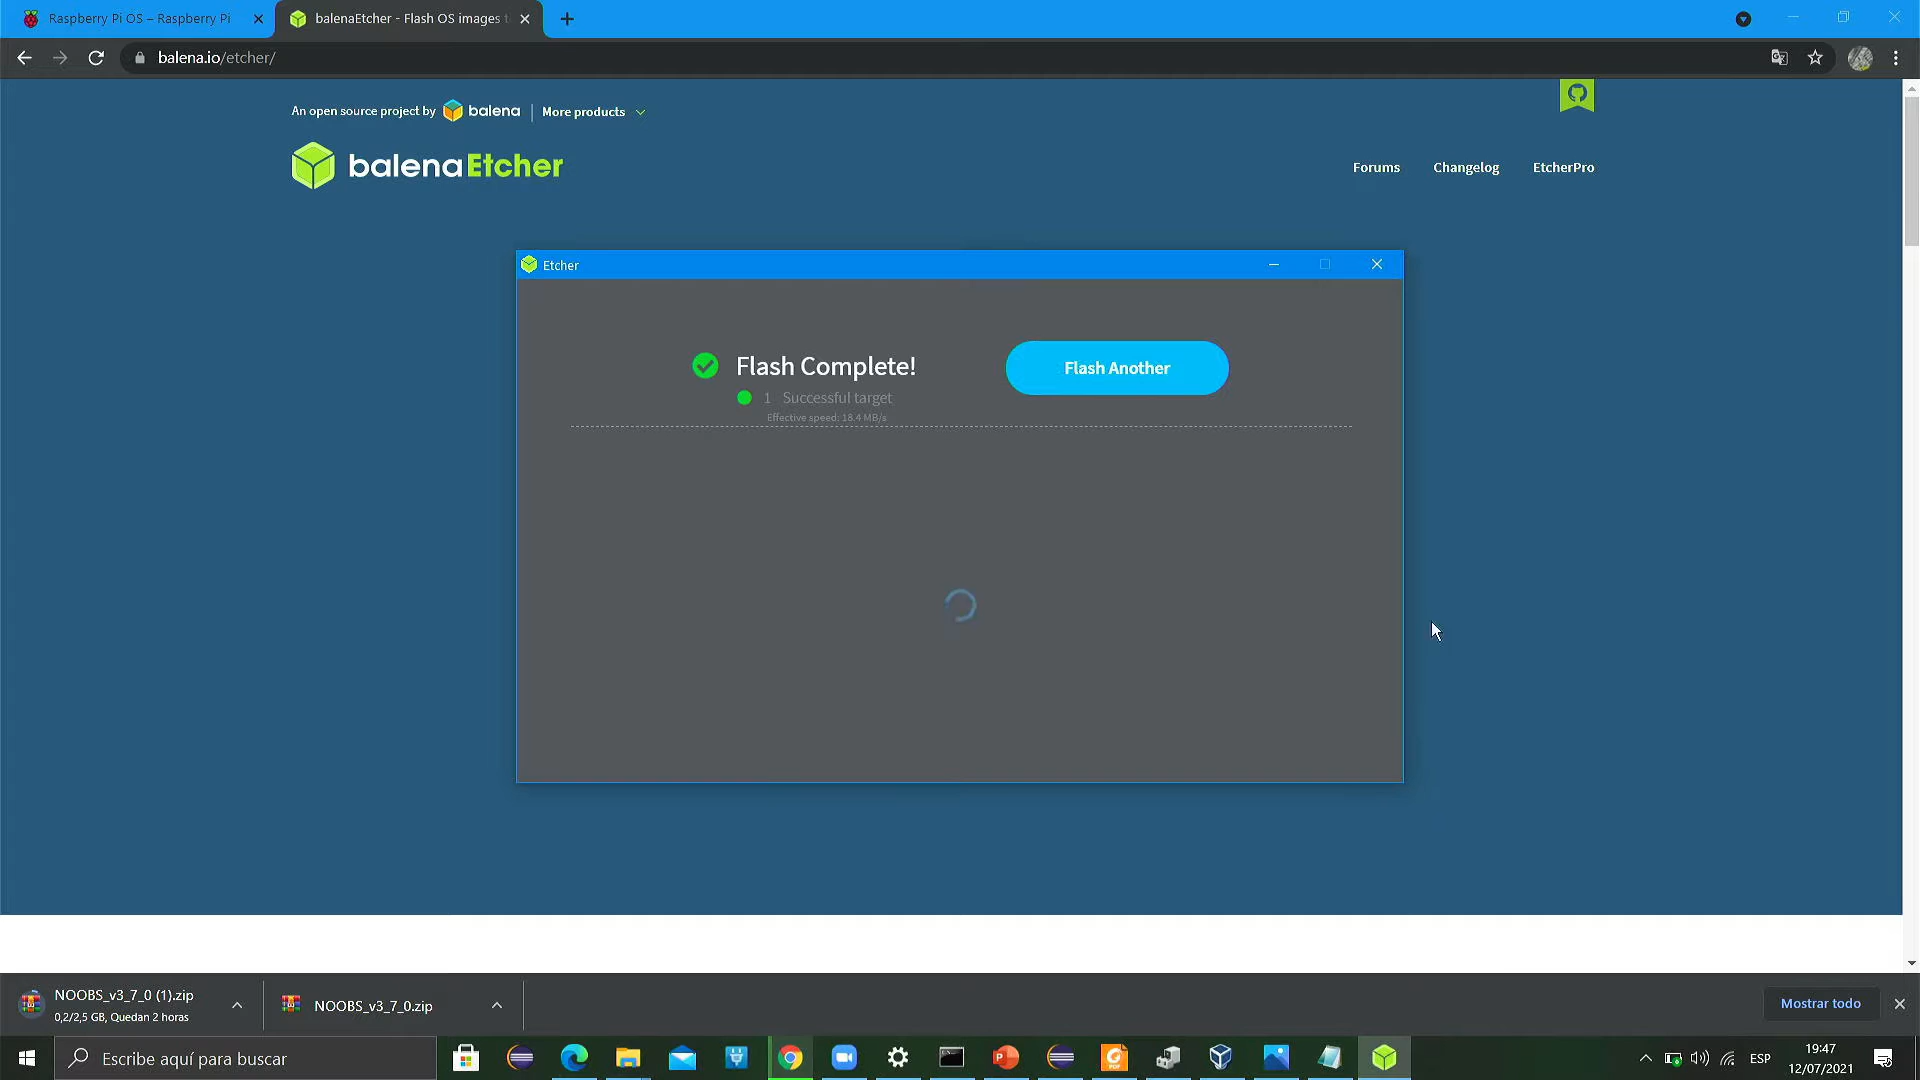 Raspberry Pi OS – Raspberry Pi
balenaEtcher - Flash OS images t
balena.io/etcher/
An open source project by balena
More products
balenaEtcher
Forums
Changelog
EtcherPro
Etcher
Flash Complete!
Flash Another
1 Successful target
Effective speed: 18.4 MB/s
NOOBS_v3_7_0 (1).zip
0,2/2,5 GB, Quedan 2 horas
NOOBS_v3_7_0.zip
Mostrar todo
Escribe aquí para buscar
ESP
19:47
12/07/2021